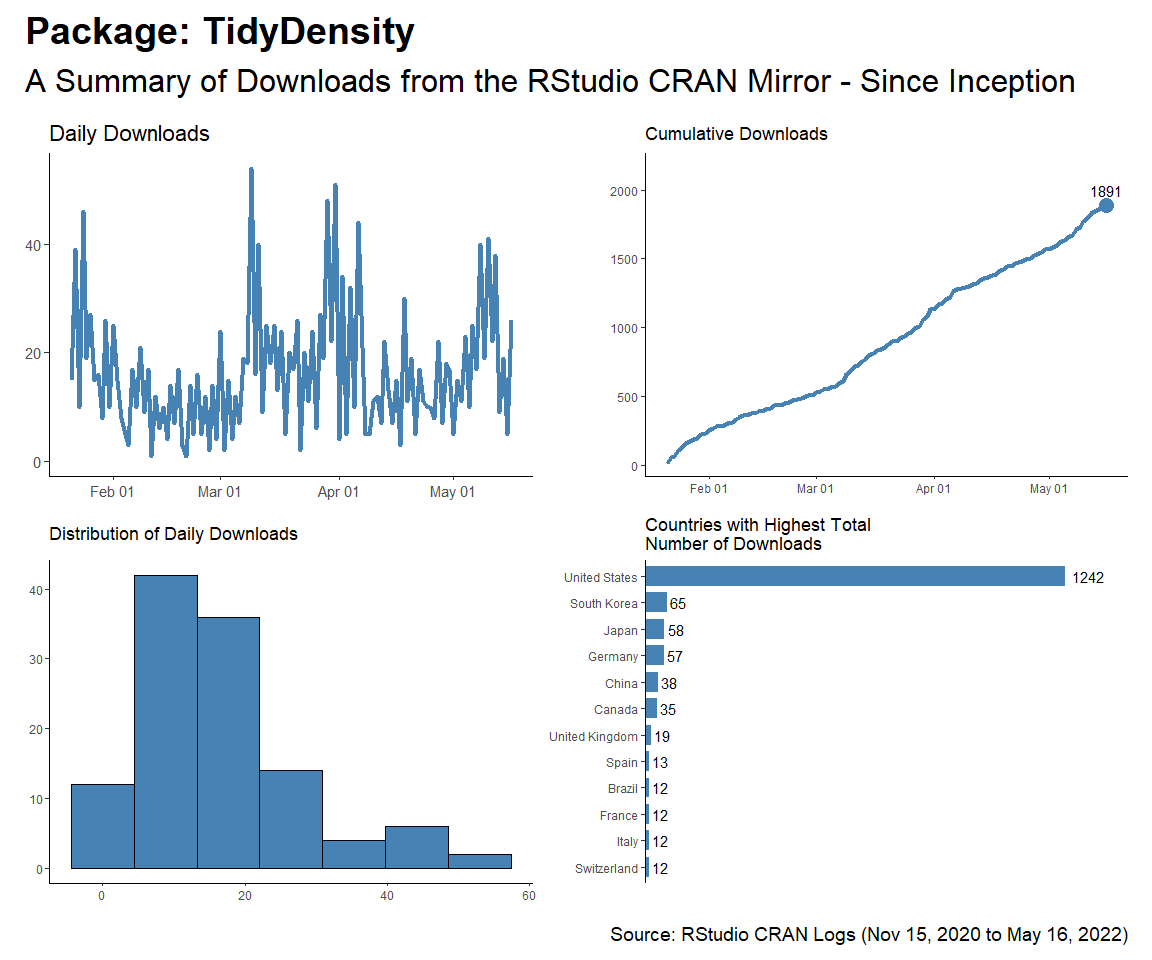 Package: TidyDensity
A Summary of Downloads from the RStudio CRAN Mirror - Since Inception
Daily Downloads
40
20
0
Feb 01 Mar 01 Apr 01 May 01
Cumulative Downloads
2000
1500
1000
500
0
1891
Feb 01 Mar 01 Apr 01 May 01
Distribution of Daily Downloads
40
30
20
10
0
0 20 40 60
Countries with Highest Total
Number of Downloads
United States 1242
South Korea 65
Japan 58
Germany 57
China 38
Canada 35
United Kingdom 19
Spain 13
Brazil 12
France 12
Italy 12
Switzerland 12
Source: RStudio CRAN Logs (Nov 15, 2020 to May 16, 2022)